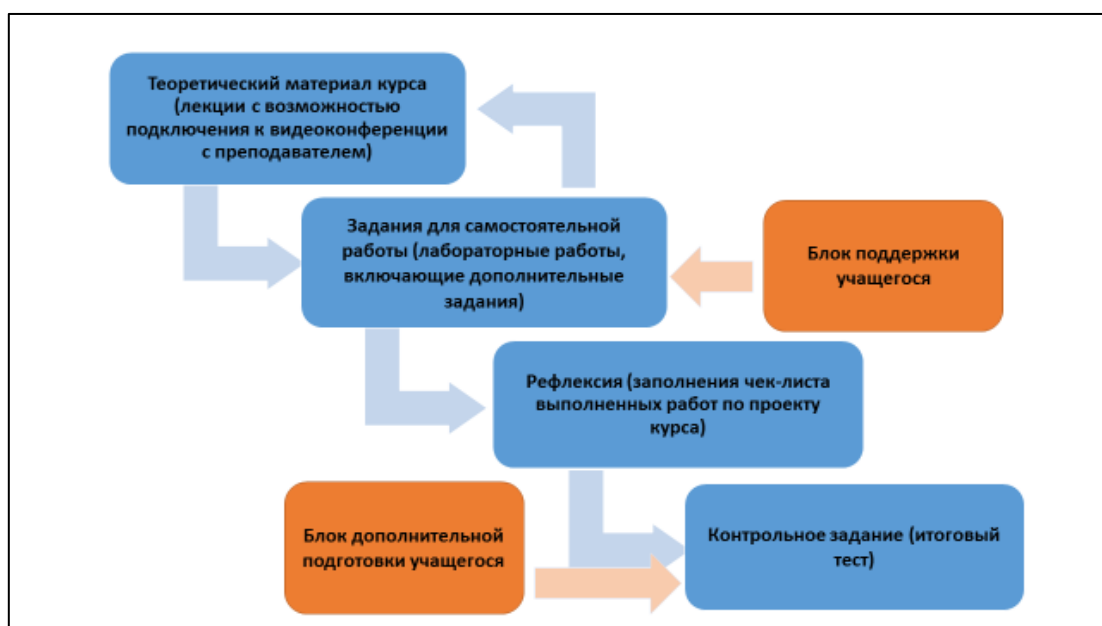 Теоретический материал курса
(лекции с возможностью
подключения к видеоконференции
с преподавателем)
Задания для самостоятельной
работы (лабораторные работы,
включающие дополнительные
задания)
Блок поддержки
учащегося
Рефлексия (заполнения чек-листа
выполненных работ по проекту
курса)
Блок дополнительной
подготовки учащегося
Контрольное задание (итоговый
тест)